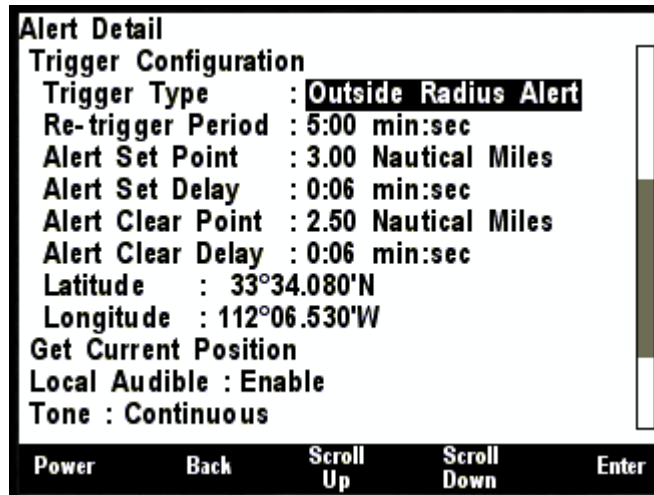 Alert Detail
Trigger Configuration
Trigger Type : Outside Radius Alert
Re-trigger Period : 5:00 min:sec
Alert Set Point : 3.00 Nautical Miles
Alert Set Delay : 0:06 min:sec
Alert Clear Point : 2.50 Nautical Miles
Alert Clear Delay : 0:06 min:sec
Latitude : 33°34.080'N
Longitude : 112°06.530'W
Get Current Position
Local Audible : Enable
Tone : Continuous
Power Back Scroll Up Scroll Down Enter